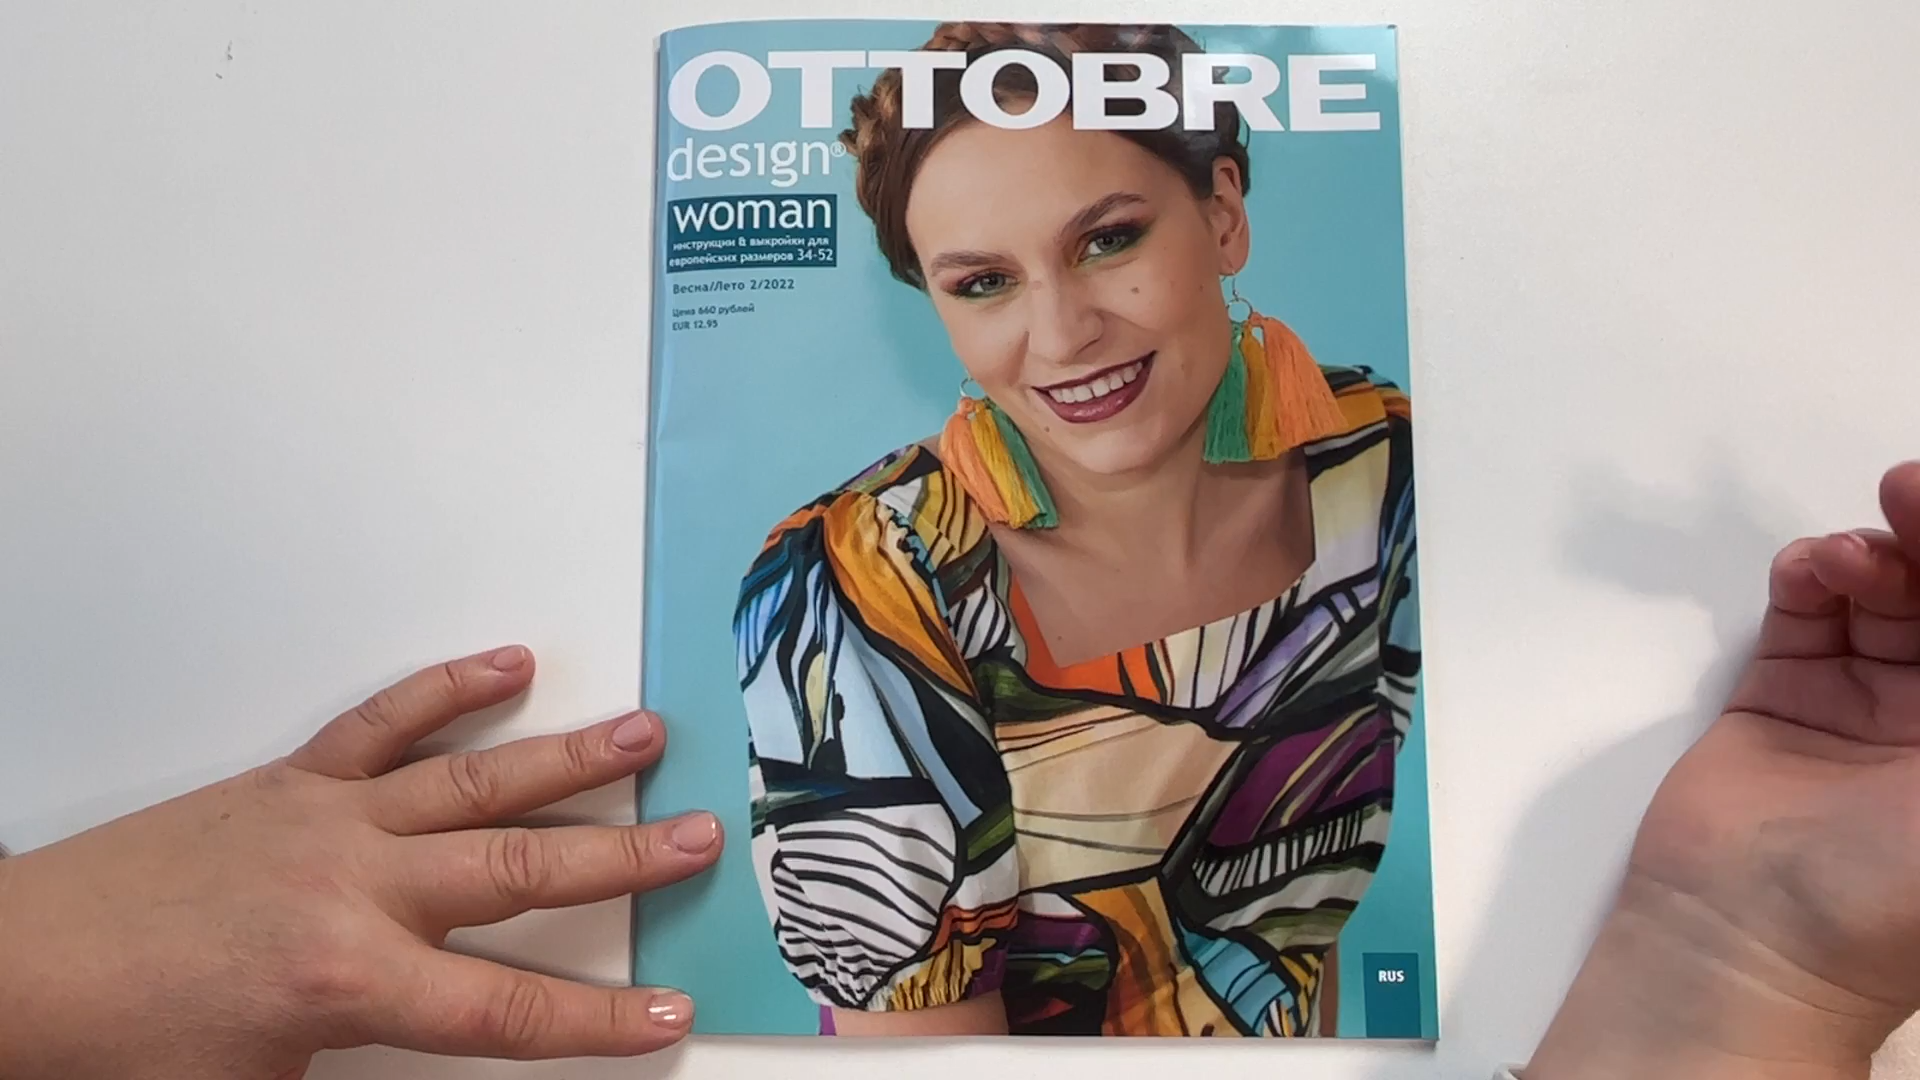 OTTOBRE
design®
woman
инструкции & выкройки для
европейских размеров 34-52
Весна/Лето 2/2022
Цена 660 рублей
EUR 12.95
RUS